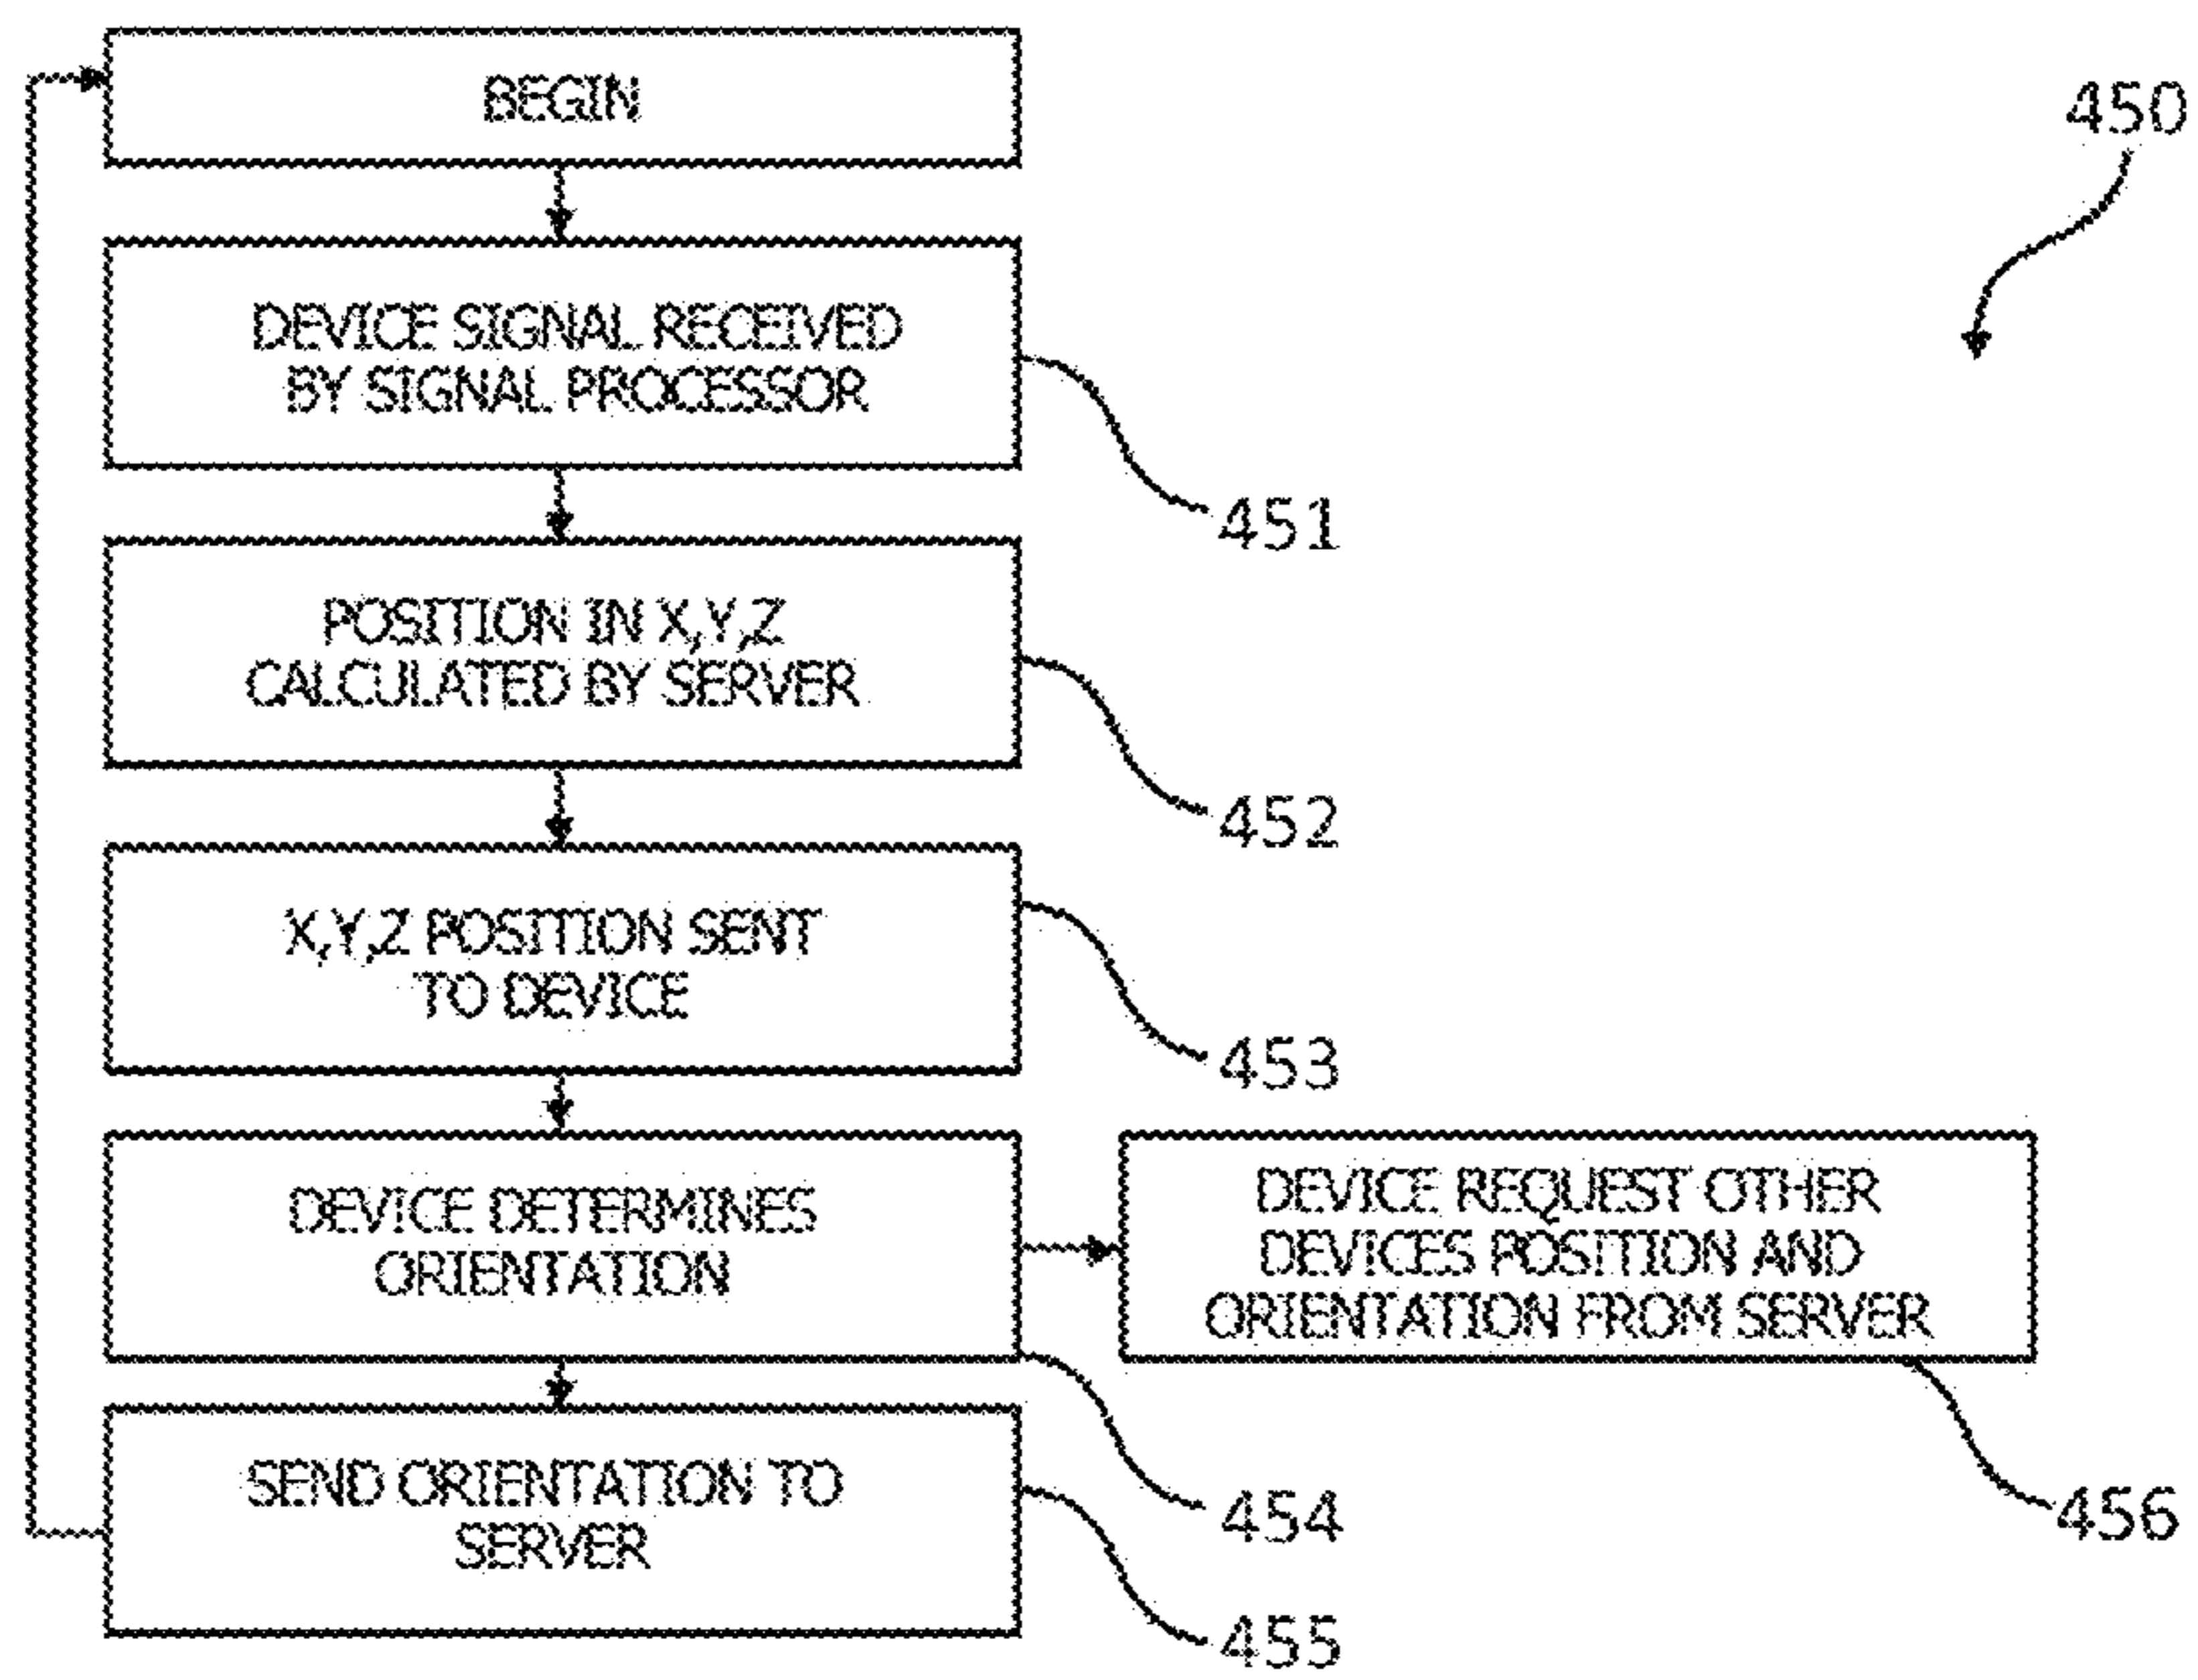 BEGIN
450
DEVICE SIGNAL RECEIVED
BY SIGNAL PROCESSOR
451
POSITION IN X,Y,Z
CALCULATED BY SERVER
452
X,Y,Z POSITION SENT
TO DEVICE
453
DEVICE DETERMINES
ORIENTATION
454
DEVICE REQUEST OTHER
DEVICES POSITION AND
ORIENTATION FROM SERVER
456
SEND ORIENTATION TO
SERVER
455